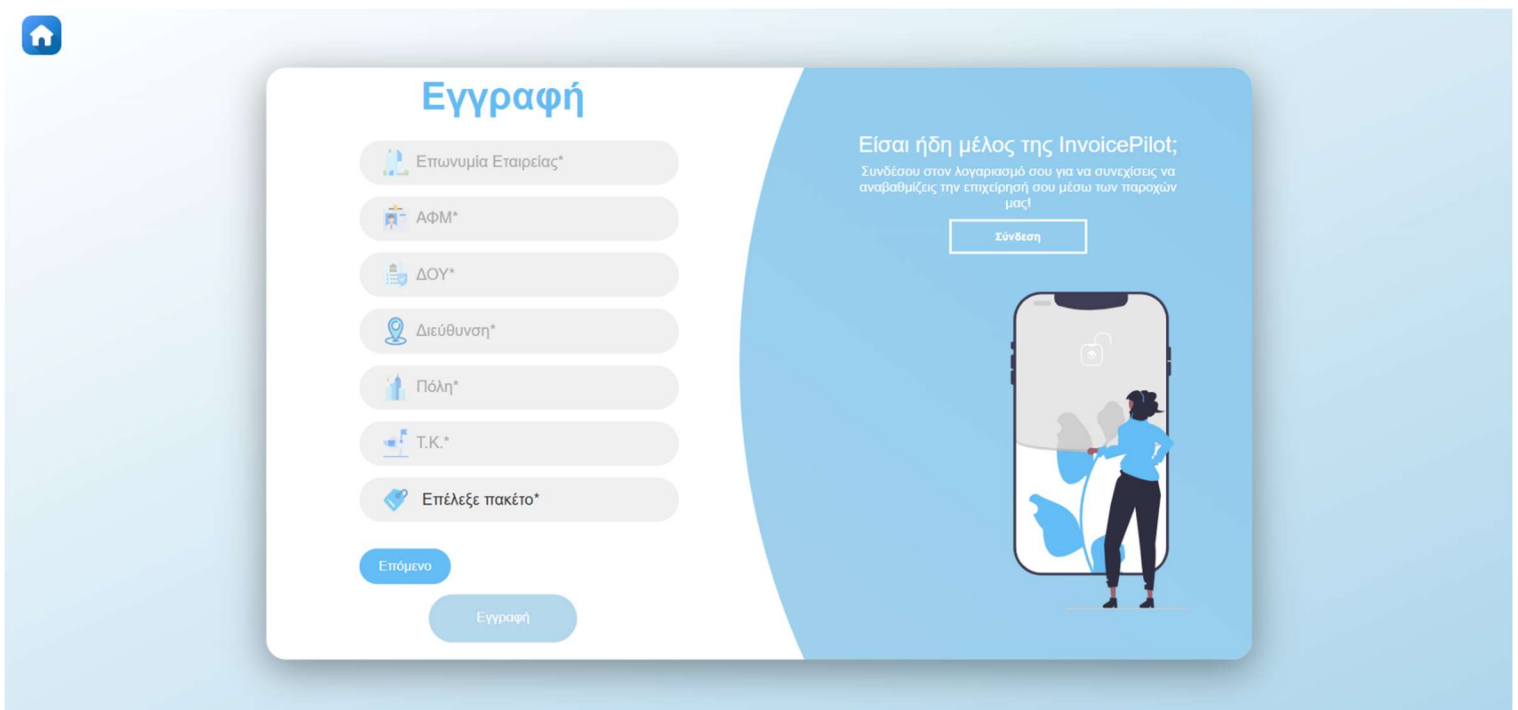 Εγγραφή
Επωνυμία Εταιρείας*
ΑΦΜ*
ΔΟΥ*
Διεύθυνση*
Πόλη*
Τ.Κ.*
Επέλεξε πακέτο*
Επόμενο
Εγγραφή
Είσαι ήδη μέλος της InvoicePilot;
Συνδέσου στον λογαριασμό σου για να συνεχίσεις να
αναβαθμίζεις την επιχείρησή σου μέσω των παροχών
μας!
Σύνδεση